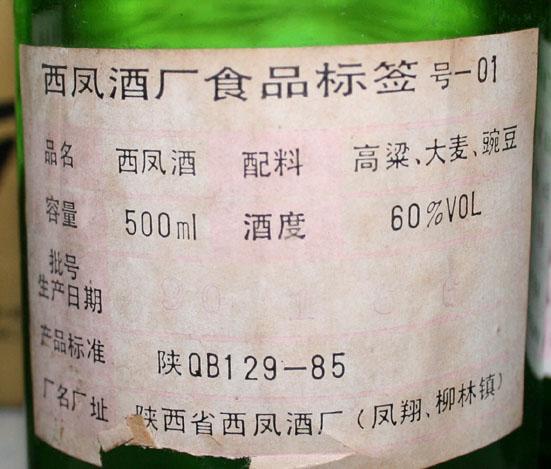 西凤酒厂食品标签号-01
品名 西凤酒 配料 高粱、大麦、豌豆
容量 500ml 酒度 60%VOL
批号
生产日期
产品标准 陕QB129-85
厂名厂址 陕西省西凤酒厂(凤翔、柳林镇)